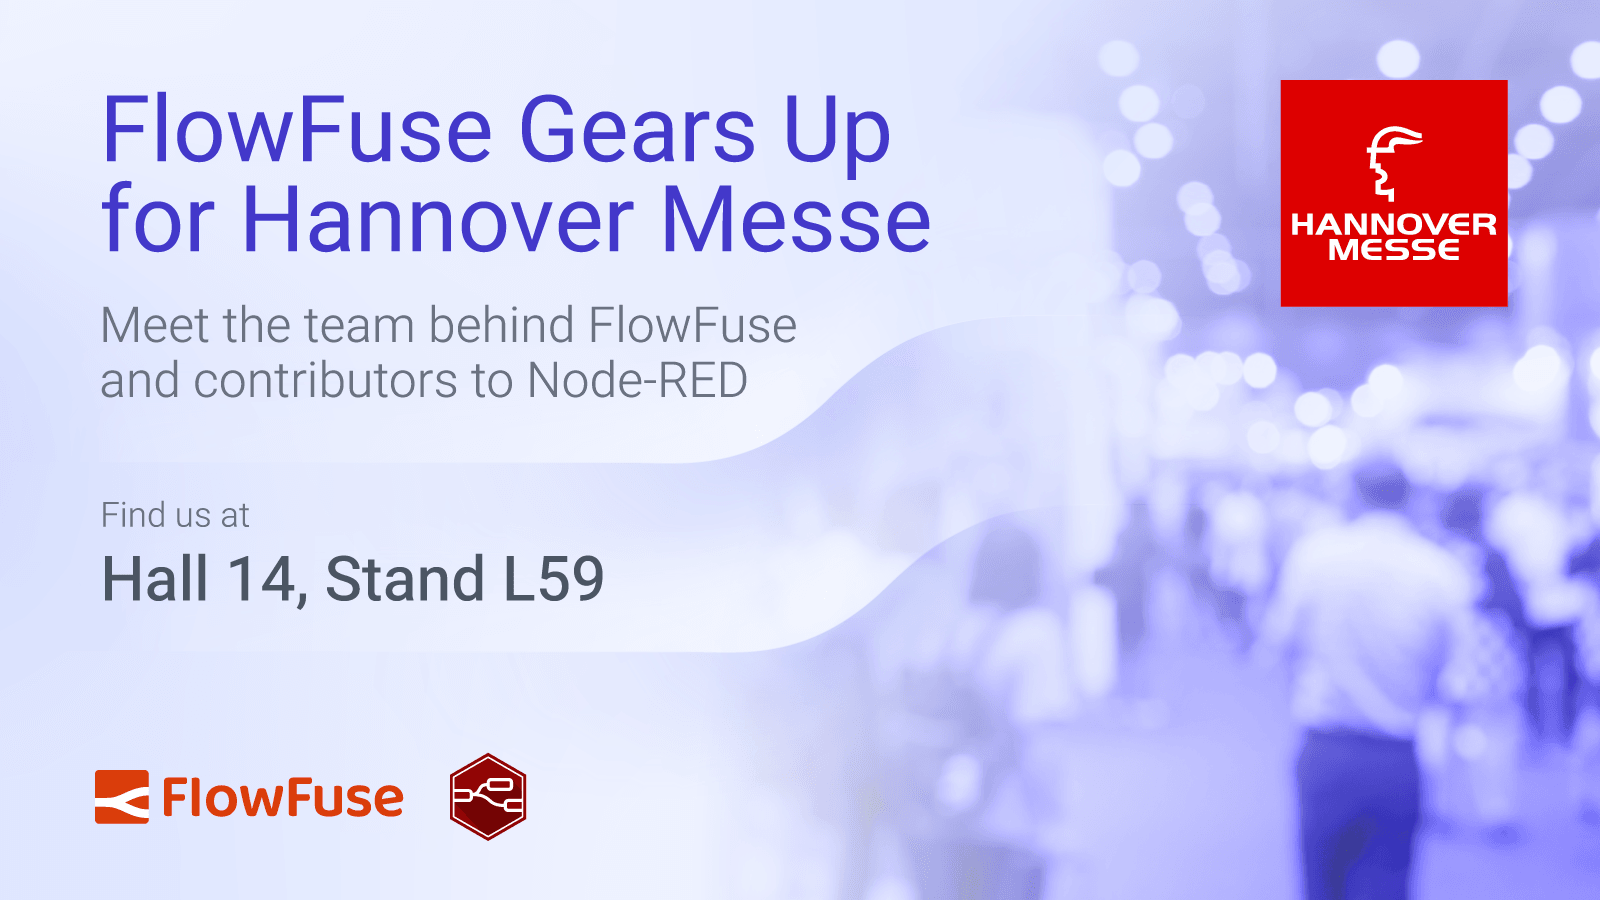 FlowFuse Gears Up
for Hannover Messe
Meet the team behind FlowFuse
and contributors to Node-RED
Find us at
Hall 14, Stand L59
HANNOVER
MESSE
FlowFuse